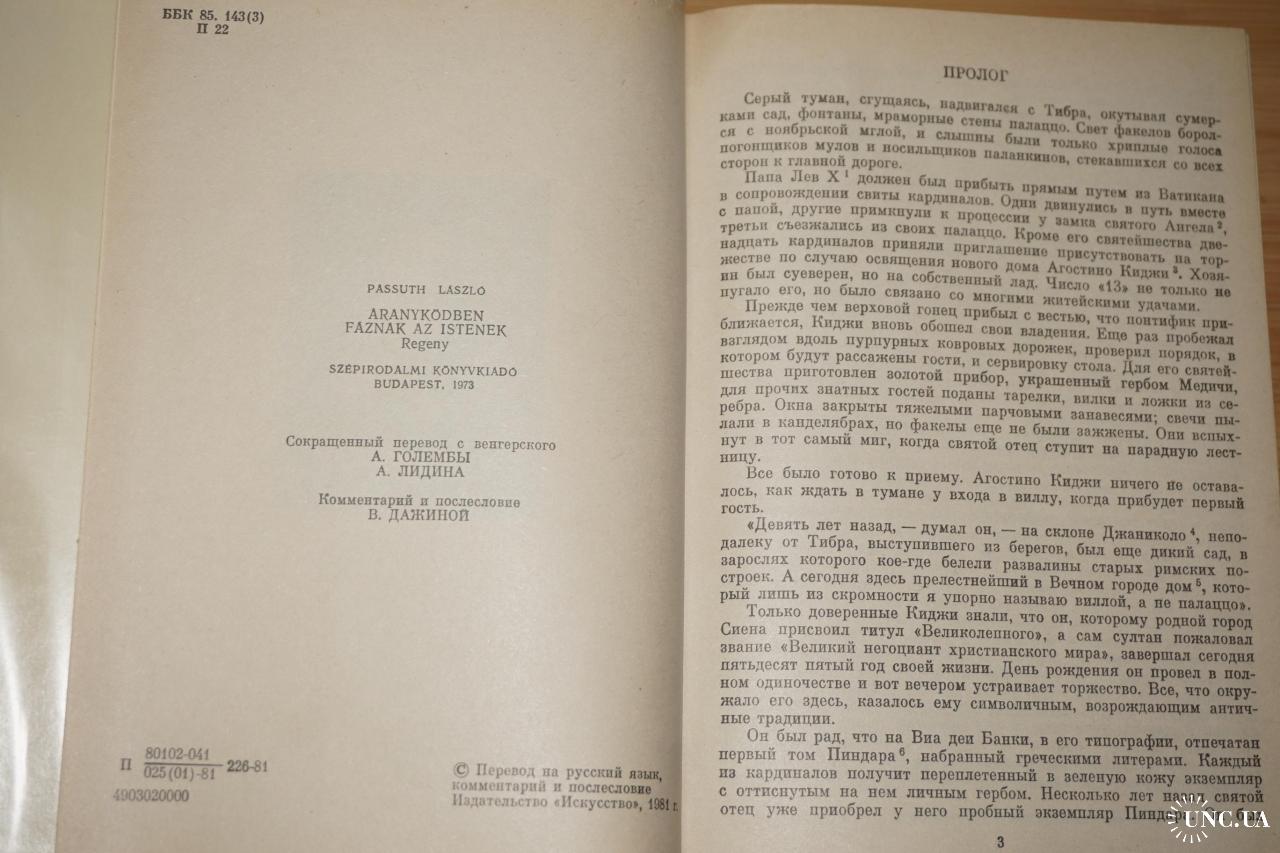 ББК 85. 143(3)
П 22
PASSUTH LÁSZLÓ
ARANYKÖDBEN
FÁZNAK AZ ISTENEK
Regeny
SZÉPIRODALMI KÖNYVKIADÓ
BUDAPEST, 1973
Сокращенный перевод с венгерского
А. ГОЛЕМБЫ
А. ЛИДИНА
Комментарий и послесловие
В. ДАЖИНОЙ
П 80102-041
025(01)-81 226-81
4903020000
© Перевод на русский язык,
комментарий и послесловие
Издательство «Искусство», 1981 г.
ПРОЛОГ
Серый туман, сгущаясь, надвигался с Тибра, окутывая сумер-
ками сад, фонтаны, мраморные стены палаццо. Свет факелов борол-
ся с ноябрьской мглой, и слышны были только хриплые голоса
погонщиков мулов и носильщиков паланкинов, стекавшихся со всех
сторон к главной дороге.
Папа Лев X¹ должен был прибыть прямым путем из Ватикана
в сопровождении свиты кардиналов. Одни двинулись в путь вместе
с папой, другие примкнули к процессии у замка святого Ангела²,
третьи съезжались из своих палаццо. Кроме его святейшества две-
надцать кардиналов приняли приглашение присутствовать на тор-
жестве по случаю освящения нового дома Агостино Киджи³. Хозя-
ин был суеверен, но на собственный лад. Число «13» не только не
пугало его, но было связано со многими житейскими удачами.
Прежде чем верховой гонец прибыл с вестью, что понтифик при-
ближается, Киджи вновь обошел свои владения. Еще раз пробежал
взглядом вдоль пурпурных ковровых дорожек, проверил порядок, в
котором будут рассажены гости, и сервировку стола. Для его святей-
шества приготовлен золотой прибор, украшенный гербом Медичи,
для прочих знатных гостей поданы тарелки, вилки и ложки из се-
ребра. Окна закрыты тяжелыми парчовыми занавесями; свечи пы-
лали в канделябрах, но факелы еще не были зажжены. Они вспых-
нут в тот самый миг, когда святой отец ступит на парадную лест-
ницу.
Все было готово к приему. Агостино Киджи ничего не остава-
лось, как ждать в тумане у входа в виллу, когда прибудет первый
гость.
«Девять лет назад, — думал он, — на склоне Джаниколо⁴, непо-
далеку от Тибра, выступившего из берегов, был еще дикий сад, в
зарослях которого кое-где белели развалины старых римских по-
строек. А сегодня здесь прелестнейший в Вечном городе дом⁵, кото-
рый лишь из скромности я упорно называю виллой, а не палаццо».
Только доверенные Киджи знали, что он, которому родной город
Сиена присвоил титул «Великолепного», а сам султан пожаловал
звание «Великий негоциант христианского мира», завершал сегодня
пятьдесят пятый год своей жизни. День рождения он провел в пол-
ном одиночестве и вот вечером устраивает торжество. Все, что окру-
жало его здесь, казалось ему символичным, возрождающим антич-
ные традиции.
Он был рад, что на Виа деи Банки, в его типографии, отпечатан
первый том Пиндара⁶, набранный греческими литерами. Каждый
из кардиналов получит переплетенный в зеленую кожу экземпляр
с оттиснутым на нем личным гербом. Несколько лет назад святой
отец уже приобрел у него пробный экземпляр Пиндара. Он был
3
UNC.UA